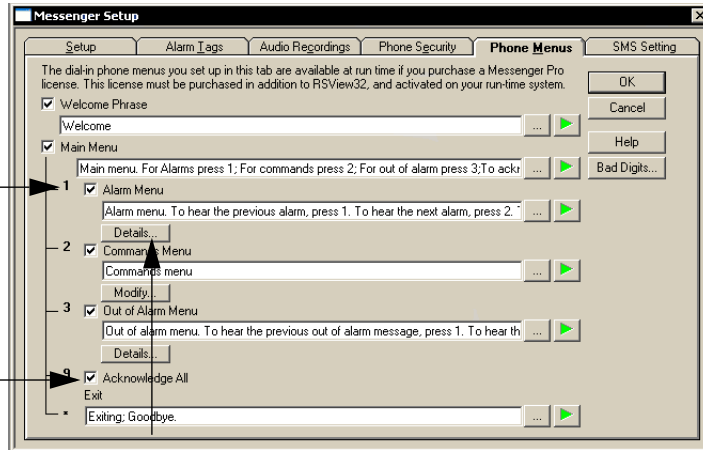 Messenger Setup
Setup Alarm Tags Audio Recordings Phone Security Phone Menus SMS Setting
The dial-in phone menus you set up in this tab are available at run time if you purchase a Messenger Pro
license. This license must be purchased in addition to RSView32, and activated on your run-time system.
OK
Cancel
Help
Bad Digits...
Welcome Phrase
Welcome ...
Main Menu
Main menu. For Alarms press 1; For commands press 2; For out of alarm press 3;To ackr ...
1 Alarm Menu
Alarm menu. To hear the previous alarm, press 1. To hear the next alarm, press 2. ...
Details...
2 Commands Menu
Commands menu ...
Modify...
3 Out of Alarm Menu
Out of alarm menu. To hear the previous out of alarm message, press 1. To hear th ...
Details...
9 Acknowledge All
Exit
* Exiting; Goodbye. ...